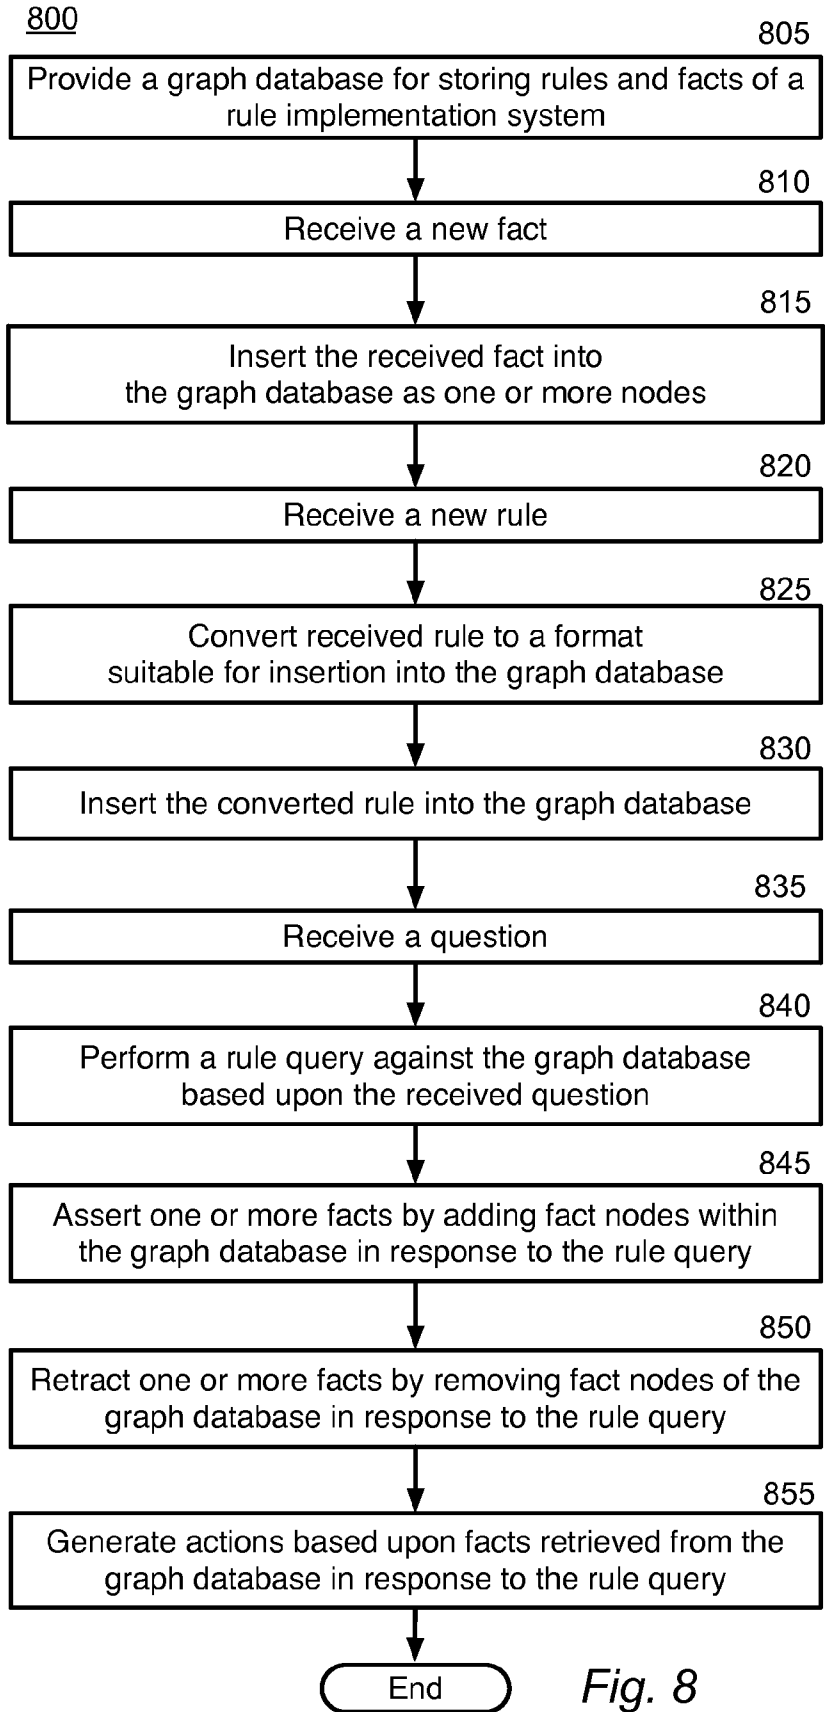 800
805
Provide a graph database for storing rules and facts of a
rule implementation system
810
Receive a new fact
815
Insert the received fact into
the graph database as one or more nodes
820
Receive a new rule
825
Convert received rule to a format
suitable for insertion into the graph database
830
Insert the converted rule into the graph database
835
Receive a question
840
Perform a rule query against the graph database
based upon the received question
845
Assert one or more facts by adding fact nodes within
the graph database in response to the rule query
850
Retract one or more facts by removing fact nodes of the
graph database in response to the rule query
855
Generate actions based upon facts retrieved from the
graph database in response to the rule query
End
Fig. 8